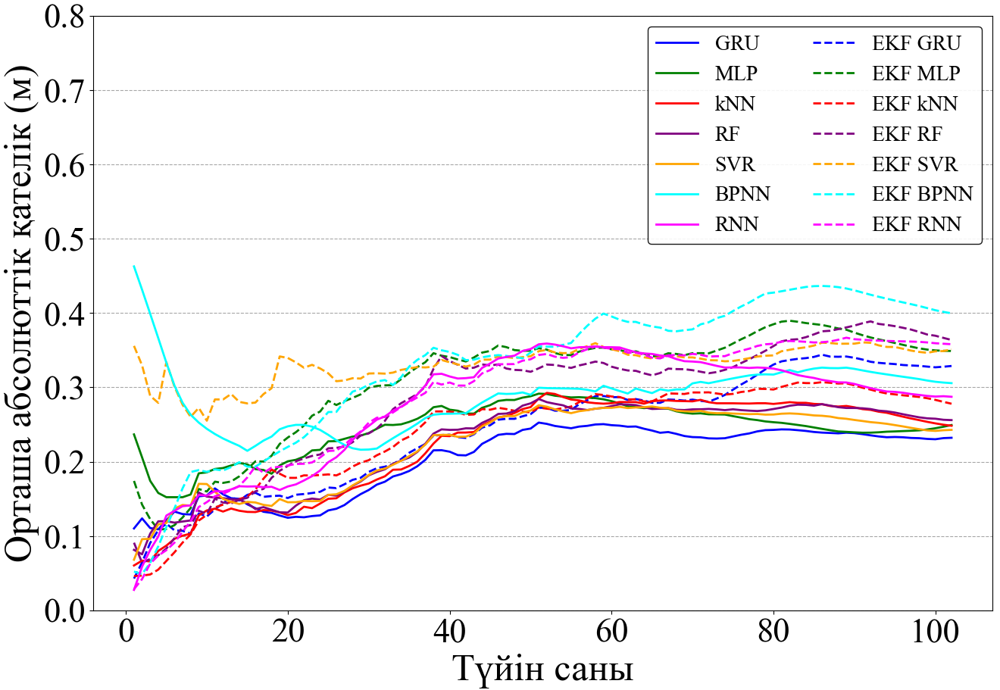 Орташа абсолюттік қателік (м)
0.8
0.7
0.6
0.5
0.4
0.3
0.2
0.1
0.0
0 20 40 60 80 100
Түйін саны
GRU
MLP
kNN
RF
SVR
BPNN
RNN
EKF GRU
EKF MLP
EKF kNN
EKF RF
EKF SVR
EKF BPNN
EKF RNN